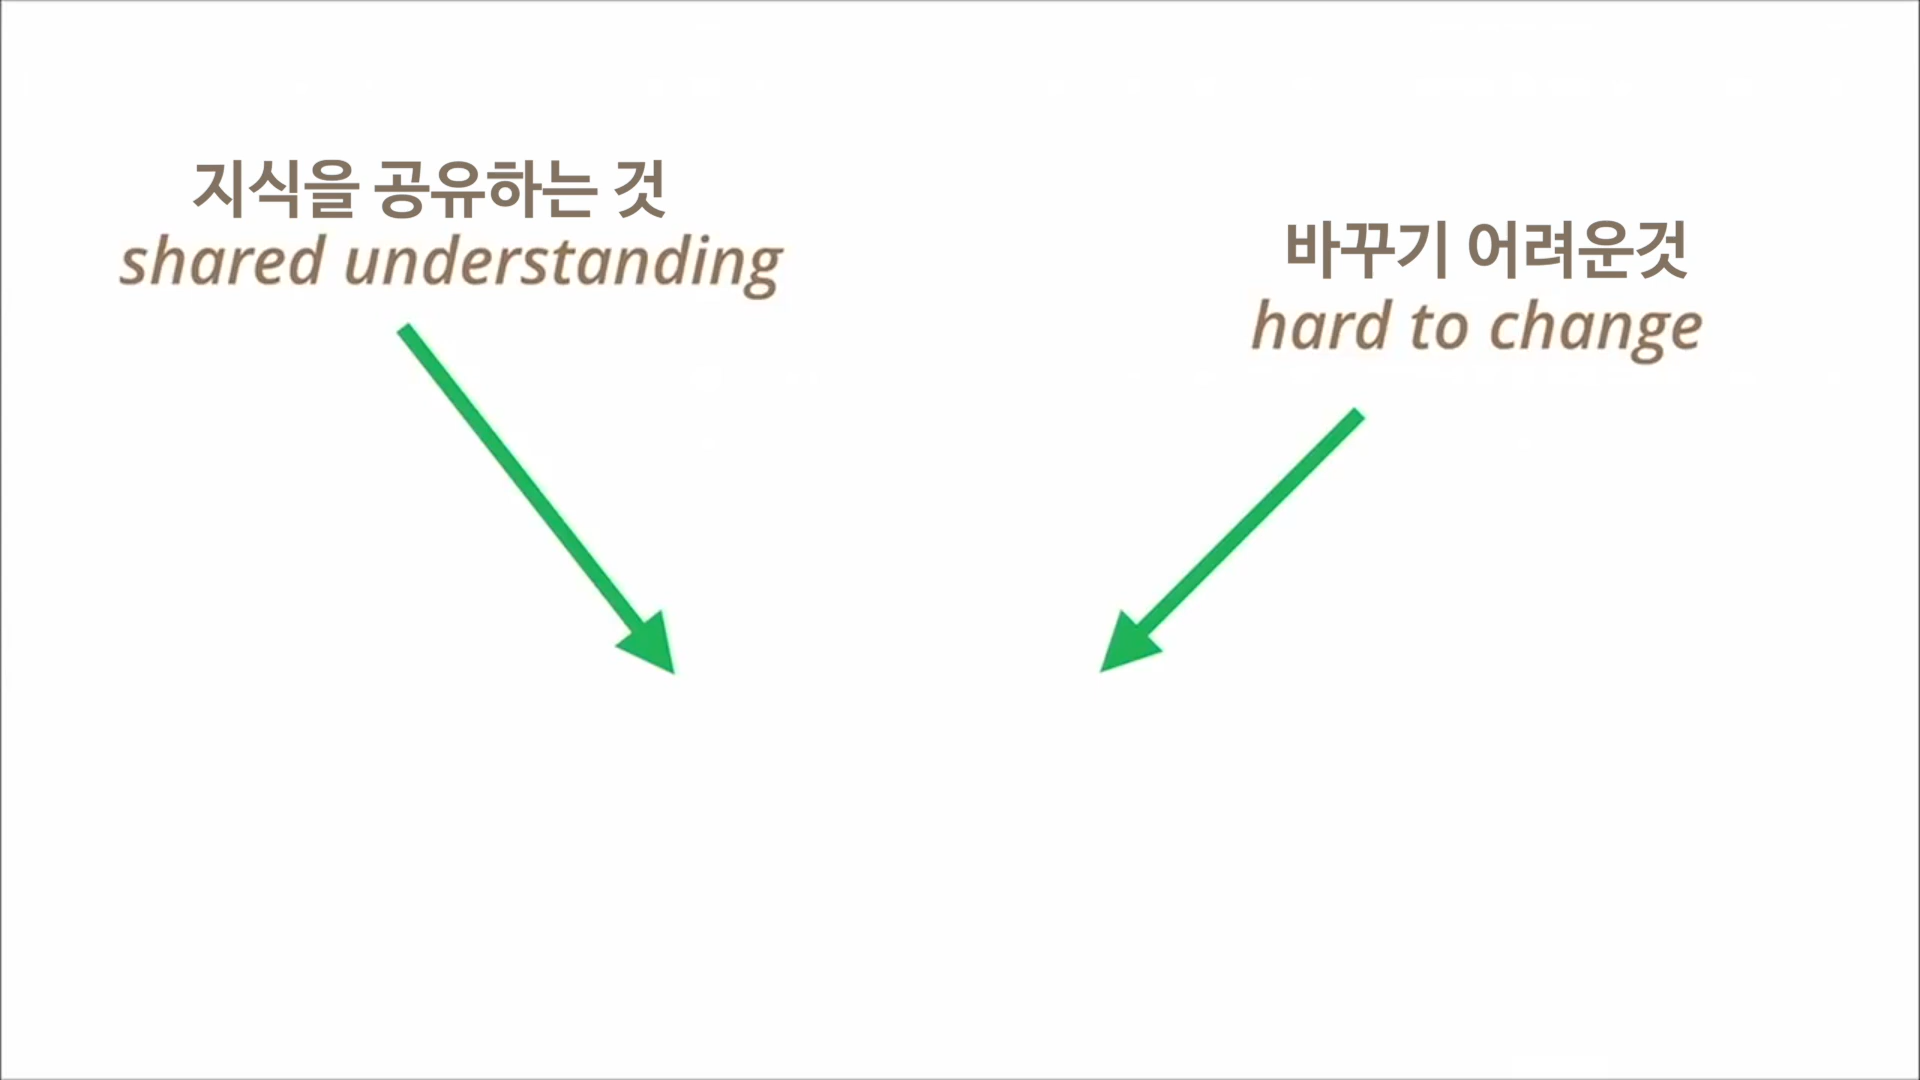 지식을 공유하는 것
shared understanding
바꾸기 어려운것
hard to change